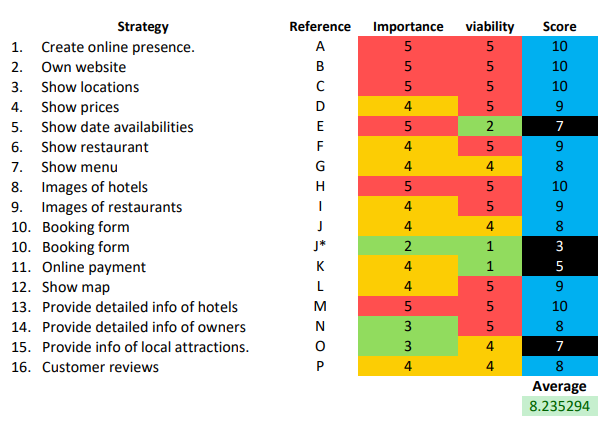 Strategy Reference Importance viability Score
1. Create online presence. A 5 5 10
2. Own website B 5 5 10
3. Show locations C 5 5 10
4. Show prices D 4 5 9
5. Show date availabilities E 5 2 7
6. Show restaurant F 4 5 9
7. Show menu G 4 4 8
8. Images of hotels H 5 5 10
9. Images of restaurants I 4 5 9
10. Booking form J 4 4 8
10. Booking form J* 2 1 3
11. Online payment K 4 1 5
12. Show map L 4 5 9
13. Provide detailed info of hotels M 5 5 10
14. Provide detailed info of owners N 3 5 8
15. Provide info of local attractions. O 3 4 7
16. Customer reviews P 4 4 8
Average
8.235294